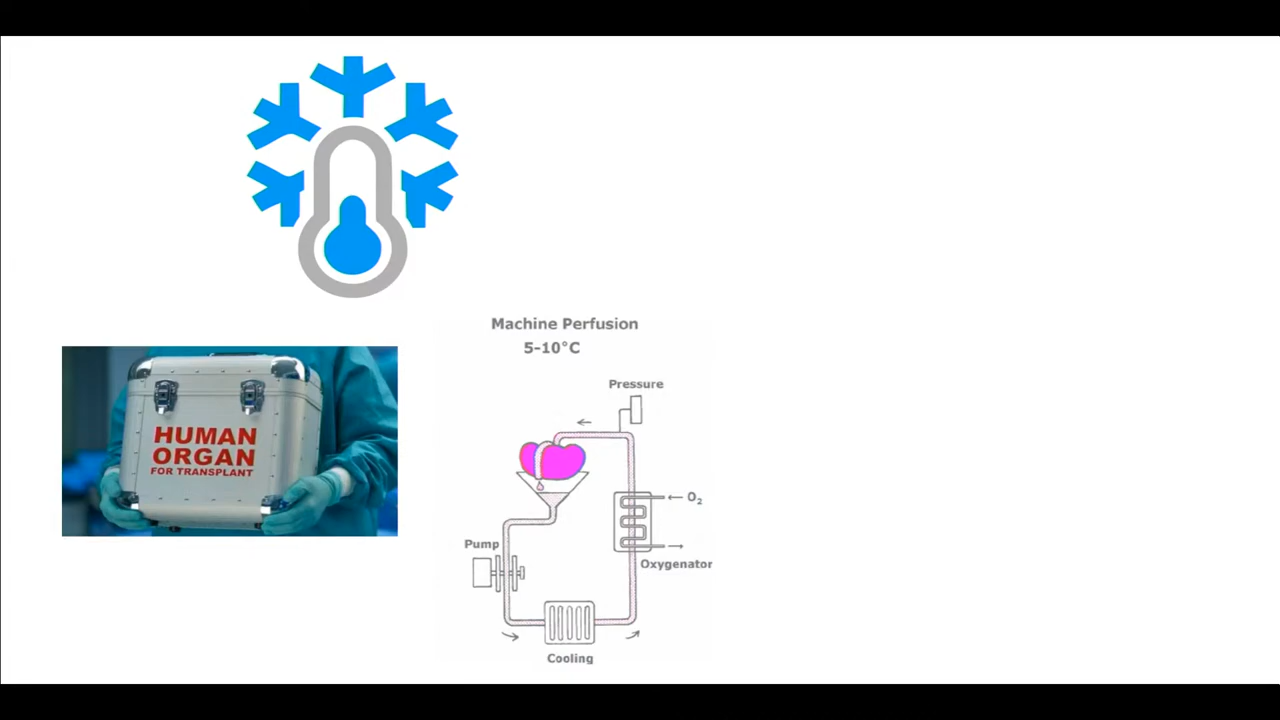 Machine Perfusion
5-10°C
Pressure
HUMAN
ORGAN
FOR TRANSPLANT
O₂
Pump
Oxygenator
Cooling